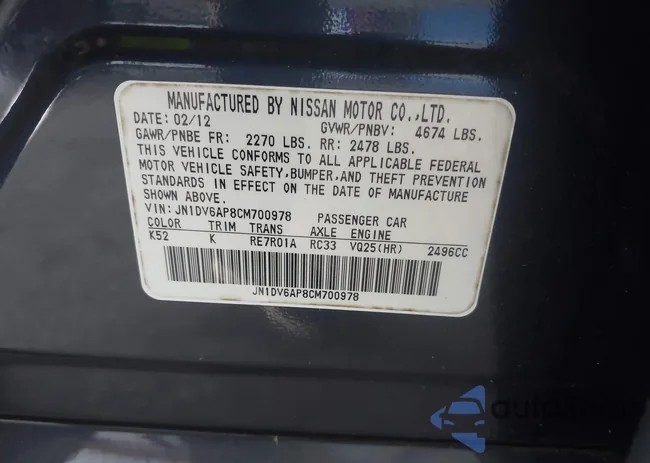 MANUFACTURED BY NISSAN MOTOR CO.,LTD.
DATE: 02/12 GVWR/PNBV: 4674 LBS.
GAWR/PNBE FR: 2270 LBS. RR: 2478 LBS.
THIS VEHICLE CONFORMS TO ALL APPLICABLE FEDERAL
MOTOR VEHICLE SAFETY,BUMPER,AND THEFT PREVENTION
STANDARDS IN EFFECT ON THE DATE OF MANUFACTURE
SHOWN ABOVE.
VIN: JN1DV6AP8CM700978 PASSENGER CAR
COLOR TRIM TRANS AXLE ENGINE
K52 K RE7R01A RC33 VQ25(HR) 2496CC
JN1DV6AP8CM700978